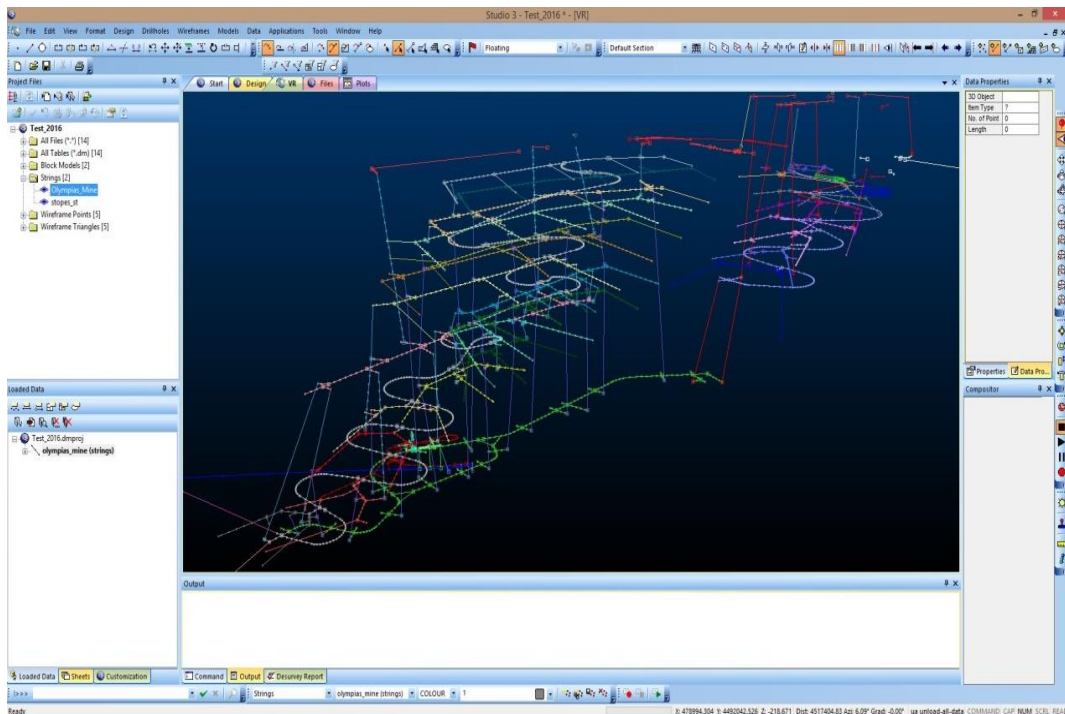 Studio 3 - Test_2016 * - [VR]
File Edit View Format Design Drillholes Wireframes Models Data Applications Tools Window Help
Floating
Default Section
Project Files
Start Design VR Files Plots
Data Properties
Test_2016
All Files (*.*) [14]
All Tables (*.dm) [14]
Block Models [2]
Strings [2]
Olympias_Mine
stopes_st
Wireframe Points [5]
Wireframe Triangles [5]
3D Object
Item Type ?
No. of Point 0
Length 0
Properties Data Pro...
Loaded Data
Compositor
Test_2016.dmproj
olympias_mine (strings)
Output
Loaded Data Sheets Customization
Command Output Desurvey Report
|>>>
Strings
olympias_mine (strings)
COLOUR
1
Ready
X: 478994.304 Y: 4492042.526 Z: -218.671 Dist: 4517404.83 Azi: 6.09° Grad: -0.00° ua unload-all-data COMMAND CAP NUM SCRL REA